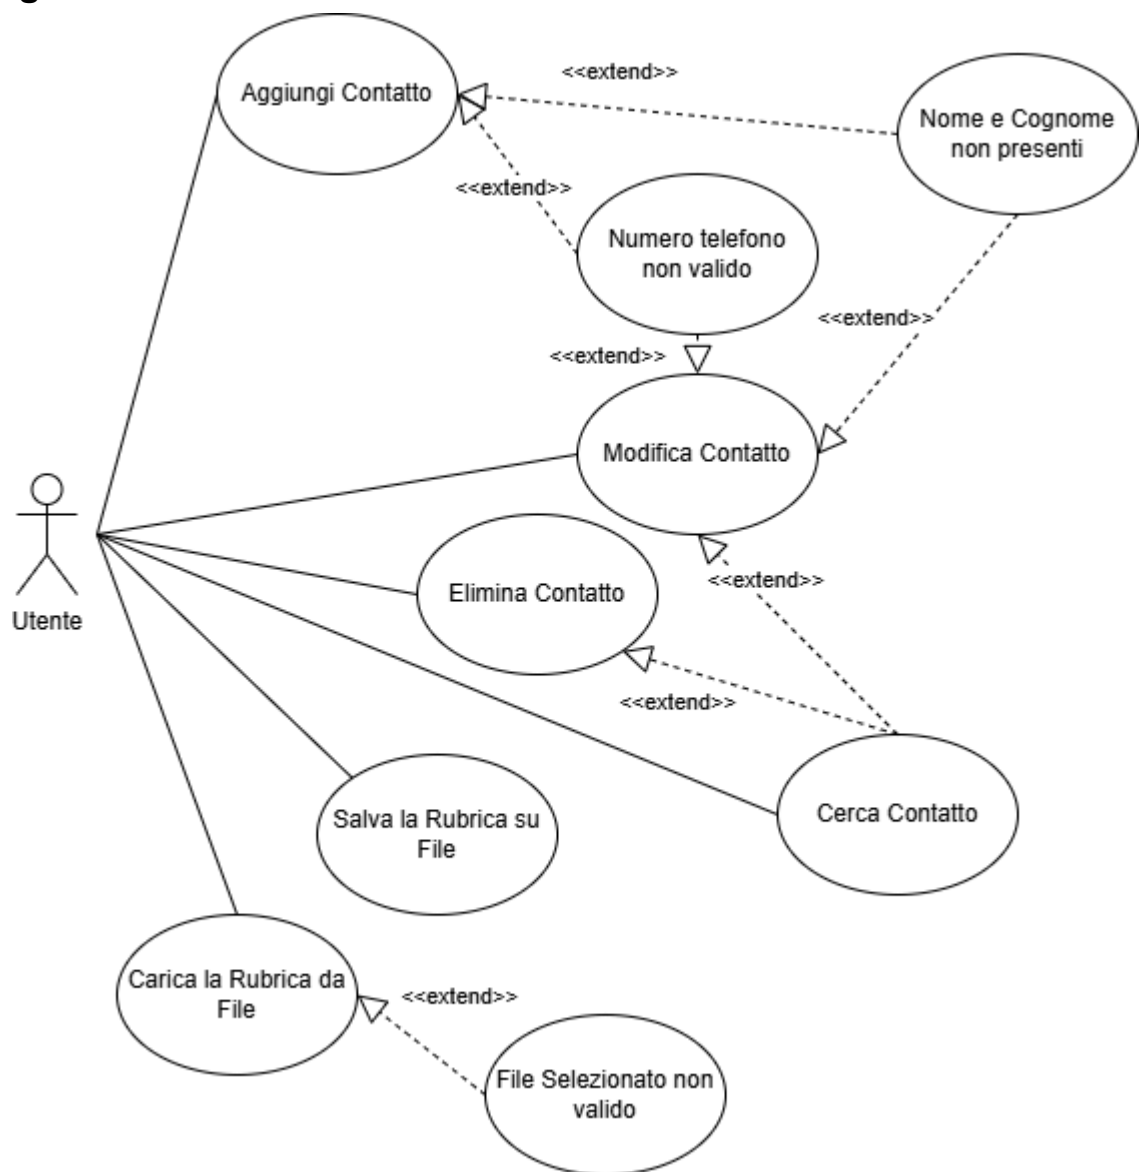 Aggiungi Contatto
<<extend>>
Nome e Cognome
non presenti
<<extend>>
Numero telefono
non valido
<<extend>>
<<extend>>
Modifica Contatto
Utente
Elimina Contatto
<<extend>>
<<extend>>
Salva la Rubrica su
File
Cerca Contatto
Carica la Rubrica da
File
<<extend>>
File Selezionato non
valido